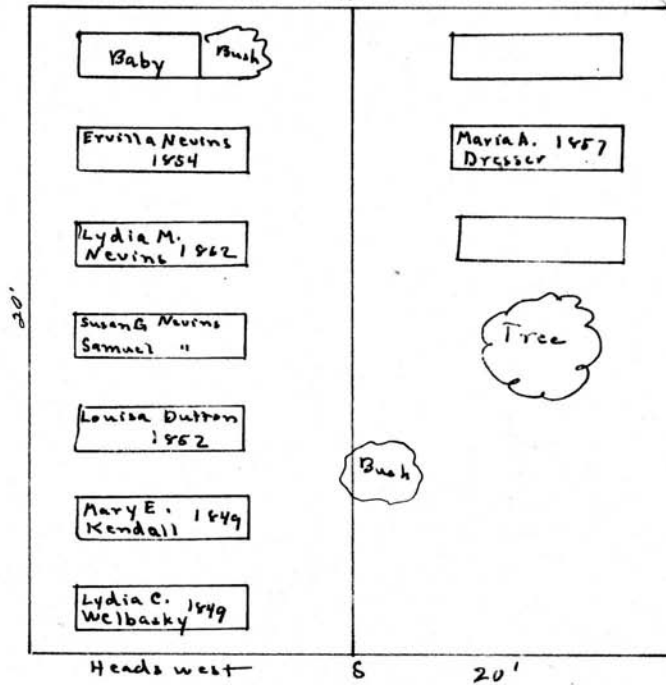 Baby
Bush
Ervilla Nevins
1854
Lydia M.
Nevins 1862
Susan G Nevins
Samuel "
Louisa Dutton
1852
Mary E. 1849
Kendall
Lydia C. 1849
Welbasky
Maria A. 1857
Dresser
Tree
Bush
20'
Heads west
S
20'